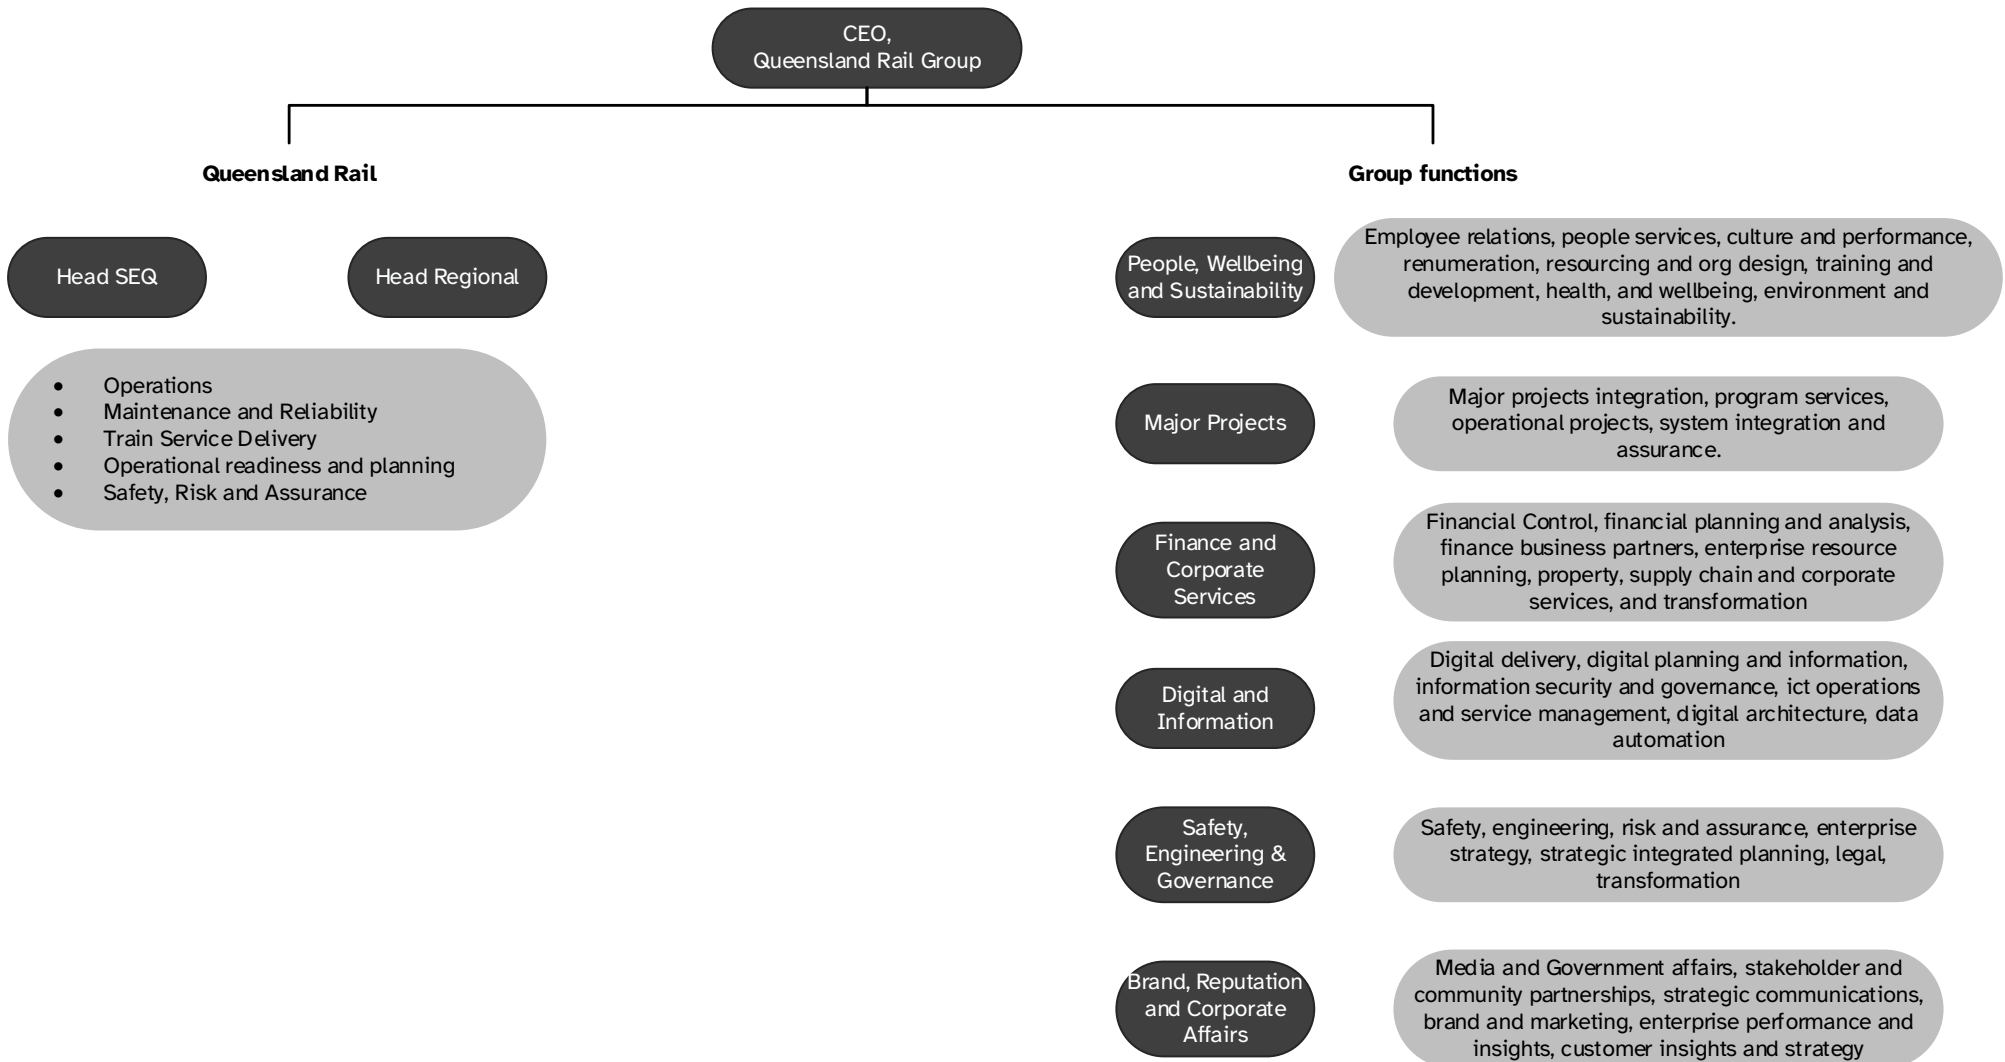 CEO,
Queensland Rail Group
Queensland Rail
Group functions
Head SEQ
Head Regional
• Operations
• Maintenance and Reliability
• Train Service Delivery
• Operational readiness and planning
• Safety, Risk and Assurance
People, Wellbeing
and Sustainability
Employee relations, people services, culture and performance,
renumeration, resourcing and org design, training and
development, health, and wellbeing, environment and
sustainability.
Major Projects
Major projects integration, program services,
operational projects, system integration and
assurance.
Finance and
Corporate
Services
Financial Control, financial planning and analysis,
finance business partners, enterprise resource
planning, property, supply chain and corporate
services, and transformation
Digital and
Information
Digital delivery, digital planning and information,
information security and governance, ict operations
and service management, digital architecture, data
automation
Safety,
Engineering &
Governance
Safety, engineering, risk and assurance, enterprise
strategy, strategic integrated planning, legal,
transformation
Brand, Reputation
and Corporate
Affairs
Media and Government affairs, stakeholder and
community partnerships, strategic communications,
brand and marketing, enterprise performance and
insights, customer insights and strategy